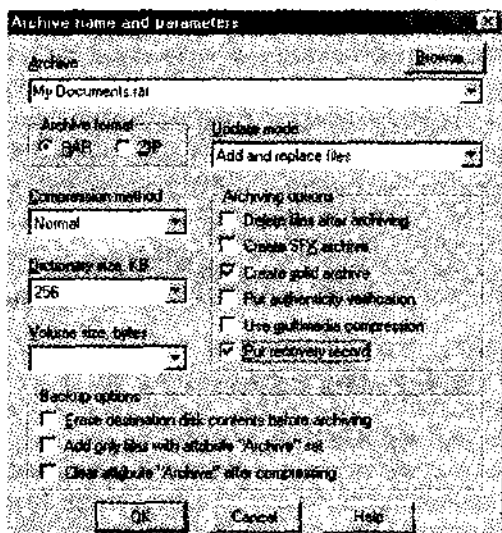 Archive name and parameters
Archive
Browse...
My Documents.rar
Archive format
RAR
ZIP
Update mode
Add and replace files
Compression method
Normal
Archiving options
Delete files after archiving
Create SFX archive
Create solid archive
Put authenticity verification
Use multimedia compression
Put recovery record
Dictionary size, KB
256
Volume size, bytes
Backup options
Erase destination disk contents before archiving
Add only files with attribute "Archive" set
Clear attribute "Archive" after compressing
OK
Cancel
Help